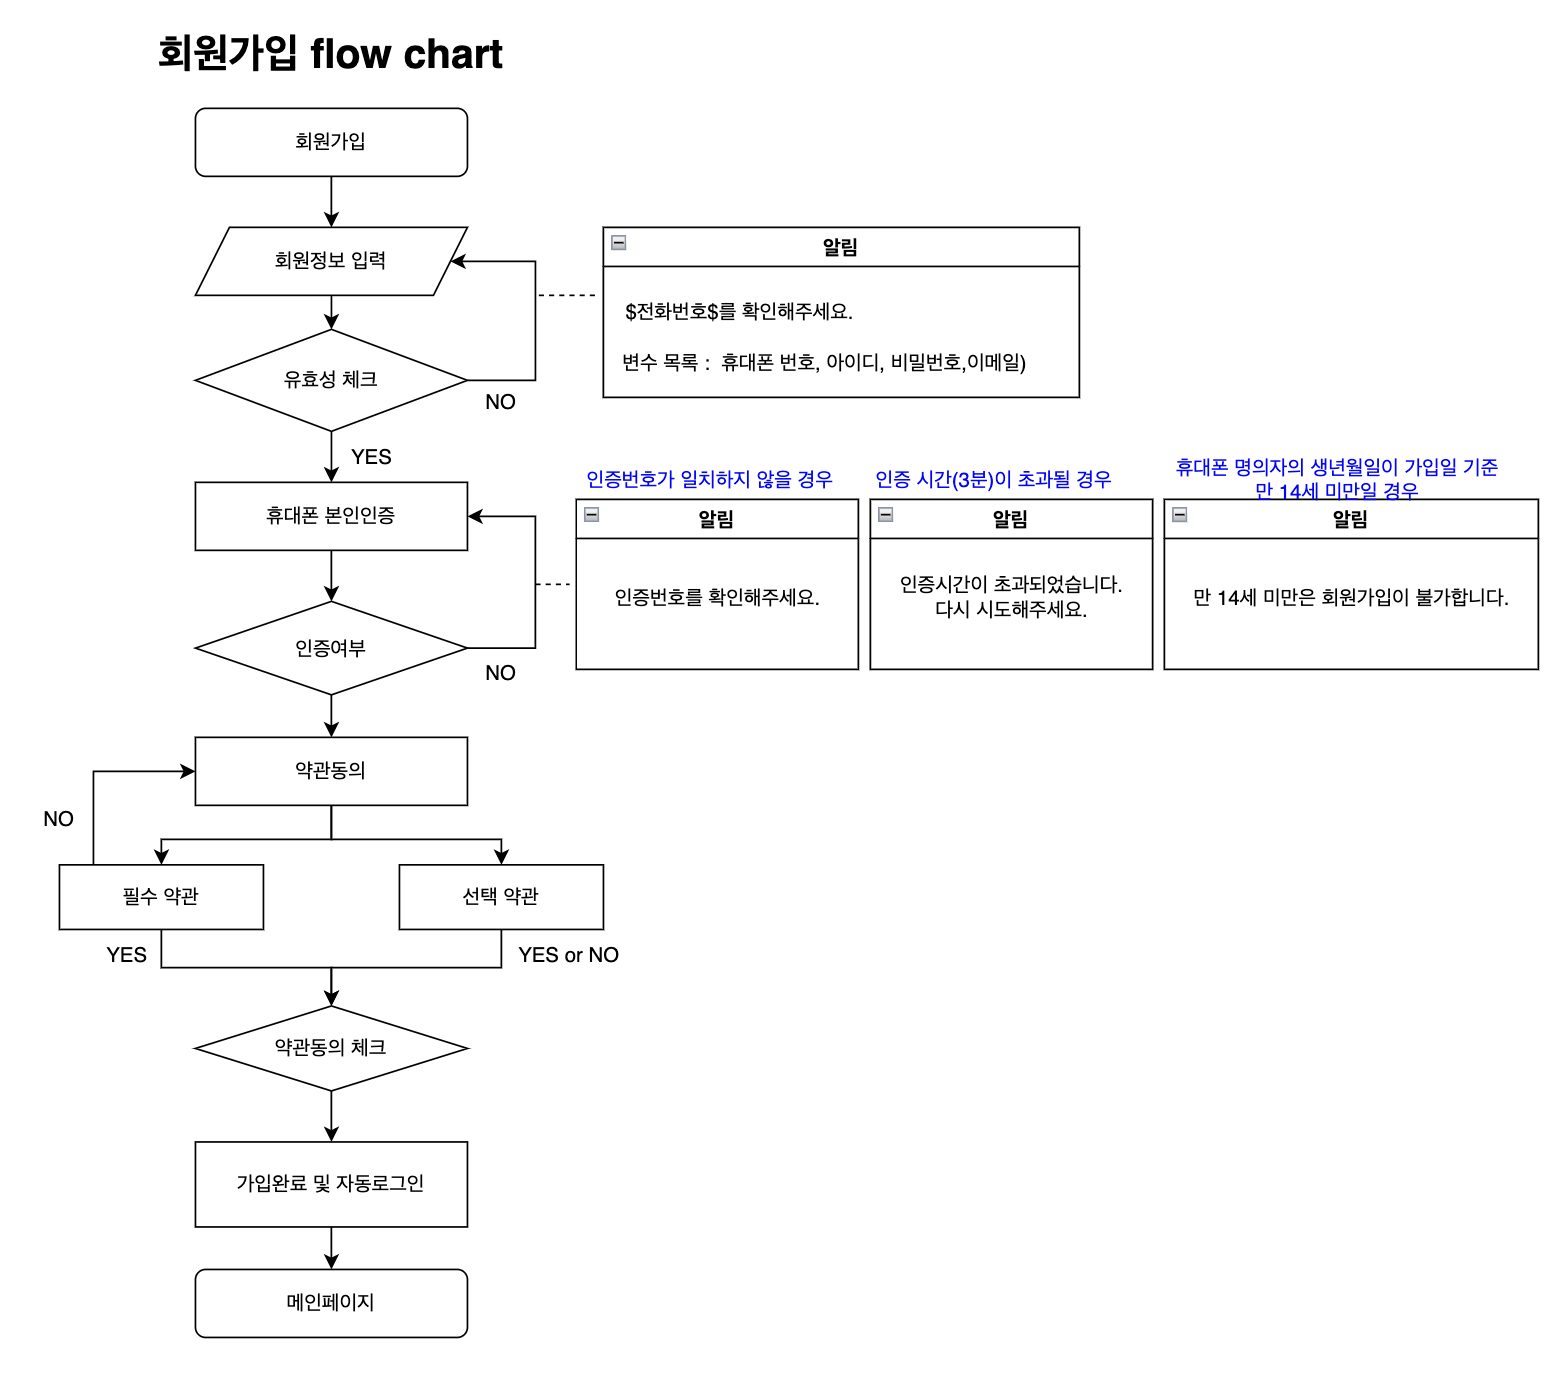 회원가입 flow chart
회원가입
회원정보 입력
알림
$전화번호$를 확인해주세요.
변수 목록 : 휴대폰 번호, 아이디, 비밀번호,이메일)
유효성 체크
NO
YES
휴대폰 본인인증
인증번호가 일치하지 않을 경우
알림
인증번호를 확인해주세요.
인증 시간(3분)이 초과될 경우
알림
인증시간이 초과되었습니다.
다시 시도해주세요.
휴대폰 명의자의 생년월일이 가입일 기준
만 14세 미만일 경우
알림
만 14세 미만은 회원가입이 불가합니다.
인증여부
NO
약관동의
NO
필수 약관
선택 약관
YES
YES or NO
약관동의 체크
가입완료 및 자동로그인
메인페이지